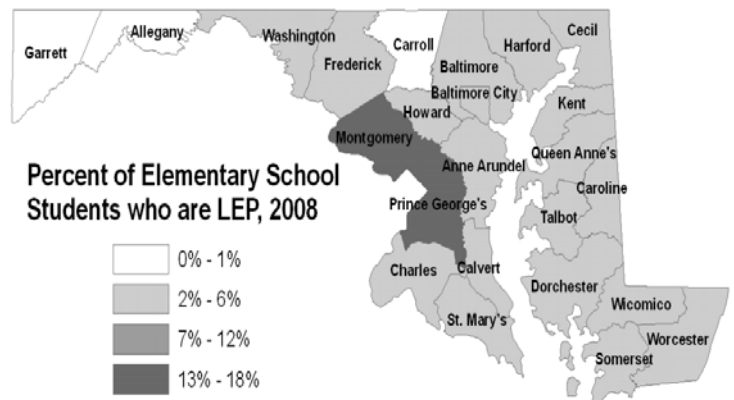 Garrett
Allegany
Washington
Frederick
Carroll
Baltimore
Harford
Cecil
Baltimore City
Howard
Kent
Montgomery
Anne Arundel
Queen Anne's
Caroline
Prince George's
Talbot
Charles
Calvert
Dorchester
St. Mary's
Wicomico
Worcester
Somerset
Percent of Elementary School
Students who are LEP, 2008
0% - 1%
2% - 6%
7% - 12%
13% - 18%